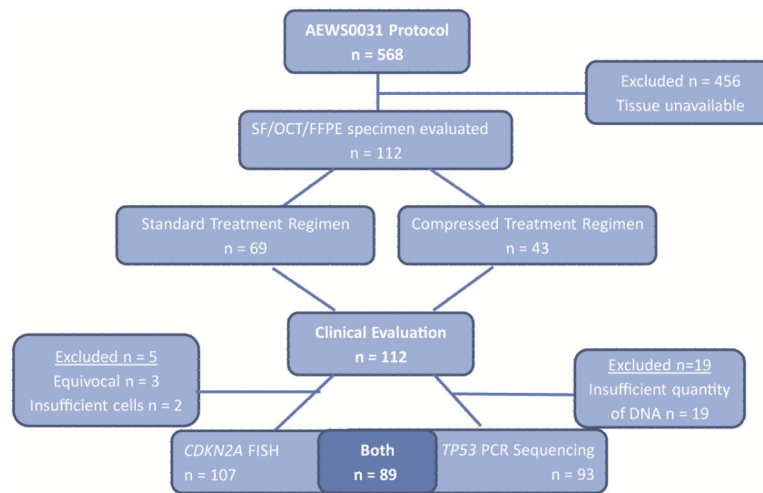 AEWS0031 Protocol
n = 568
Excluded n = 456
Tissue unavailable
SF/OCT/FFPE specimen evaluated
n = 112
Standard Treatment Regimen
n = 69
Compressed Treatment Regimen
n = 43
Clinical Evaluation
n = 112
Excluded n = 5
Equivocal n = 3
Insufficient cells n = 2
Excluded n=19
Insufficient quantity
of DNA n = 19
CDKN2A FISH
n = 107
Both
n = 89
TP53 PCR Sequencing
n = 93